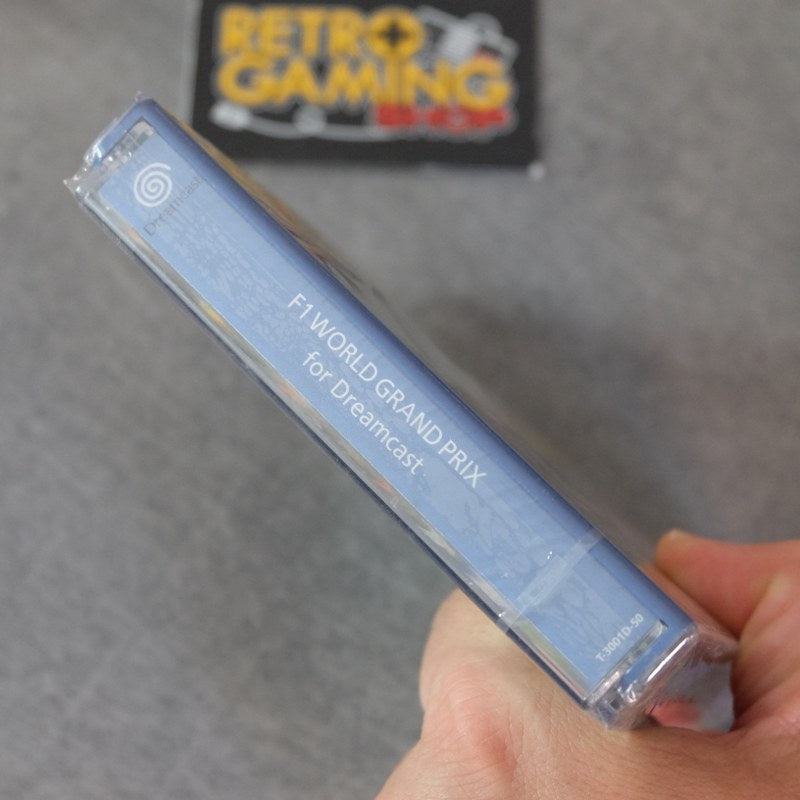 RETRO
GAMING
SHOP
Dreamcast
F1 WORLD GRAND PRIX
for Dreamcast
T-3001D-50